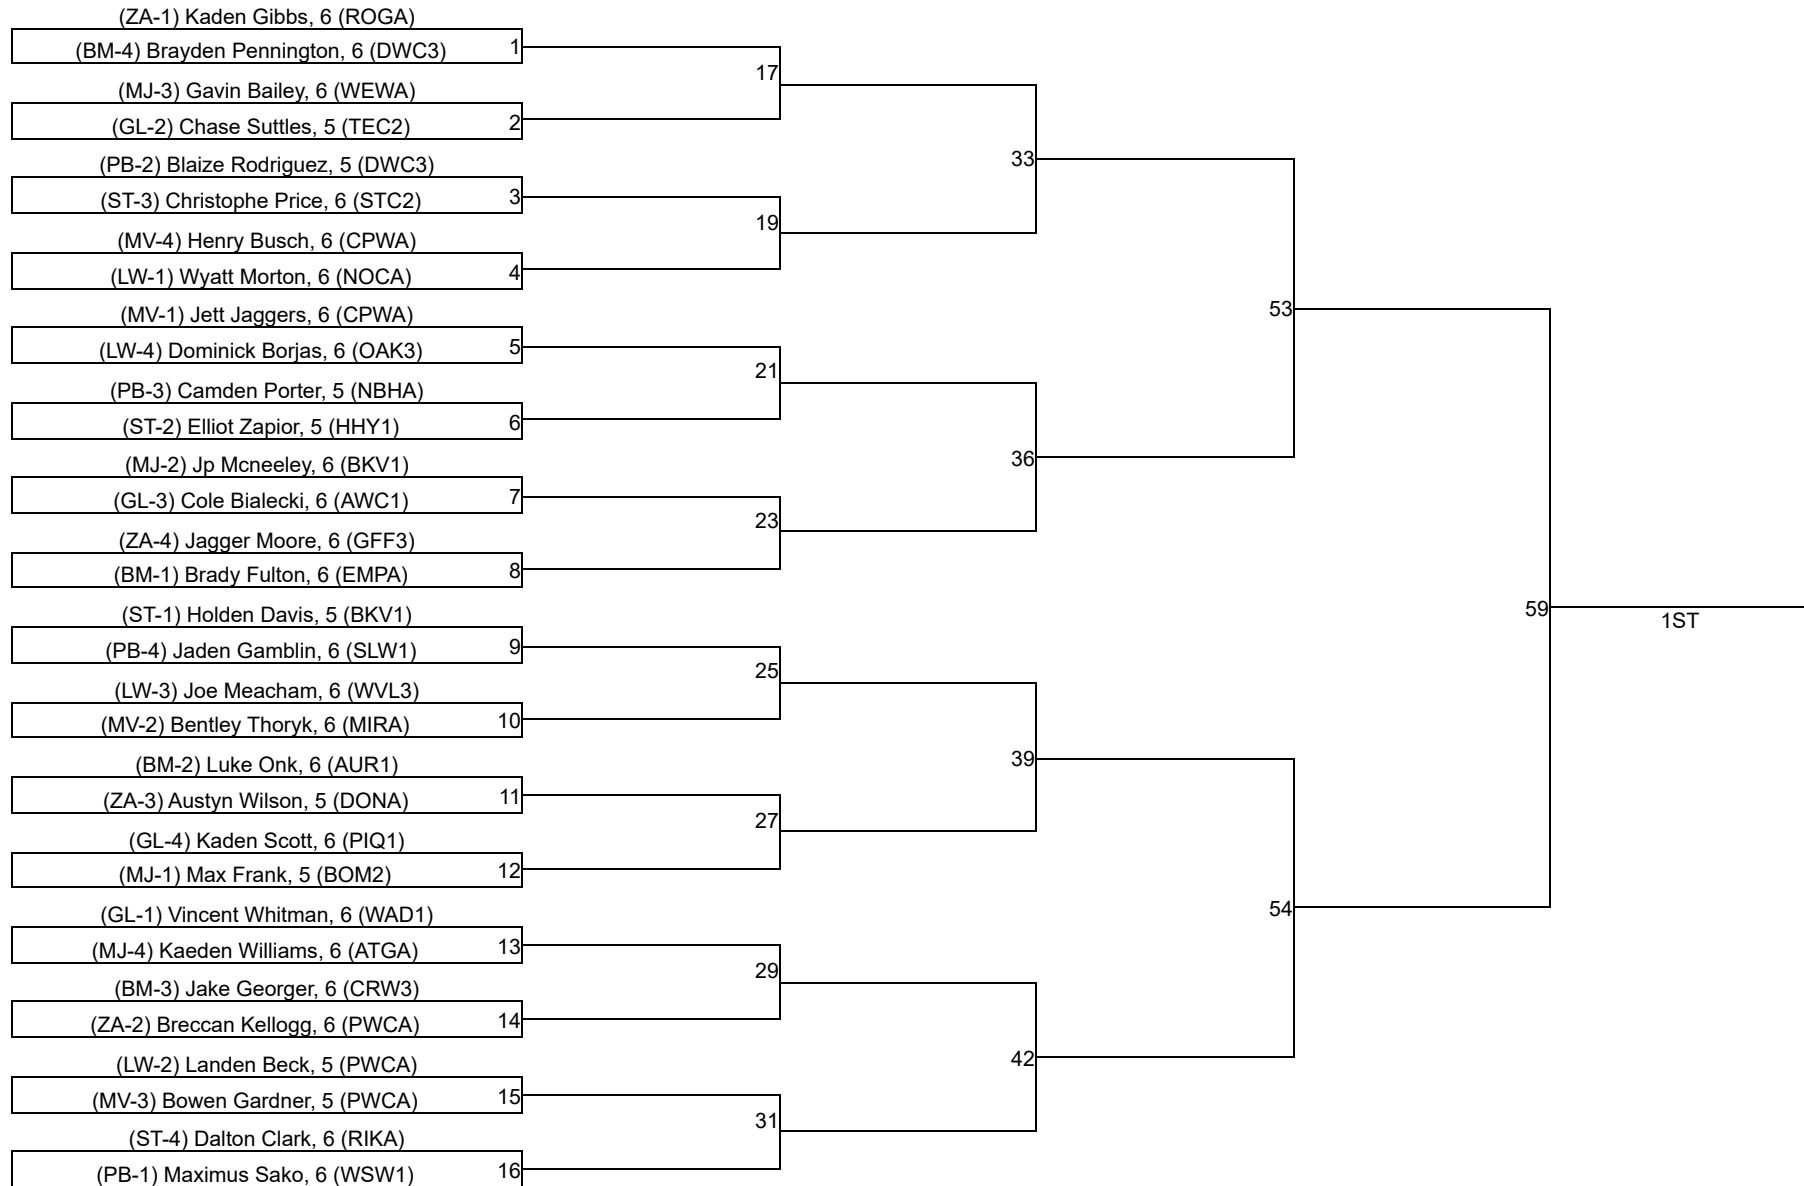 (ZA-1) Kaden Gibbs, 6 (ROGA)
(BM-4) Brayden Pennington, 6 (DWC3)
1
17
(MJ-3) Gavin Bailey, 6 (WEWA)
(GL-2) Chase Suttles, 5 (TEC2)
2
33
(PB-2) Blaize Rodriguez, 5 (DWC3)
(ST-3) Christophe Price, 6 (STC2)
3
19
(MV-4) Henry Busch, 6 (CPWA)
(LW-1) Wyatt Morton, 6 (NOCA)
4
53
(MV-1) Jett Jaggers, 6 (CPWA)
(LW-4) Dominick Borjas, 6 (OAK3)
5
21
(PB-3) Camden Porter, 5 (NBHA)
(ST-2) Elliot Zapior, 5 (HHY1)
6
36
(MJ-2) Jp Mcneeley, 6 (BKV1)
(GL-3) Cole Bialecki, 6 (AWC1)
7
23
(ZA-4) Jagger Moore, 6 (GFF3)
(BM-1) Brady Fulton, 6 (EMPA)
8
59
1ST
(ST-1) Holden Davis, 5 (BKV1)
(PB-4) Jaden Gamblin, 6 (SLW1)
9
25
(LW-3) Joe Meacham, 6 (WVL3)
(MV-2) Bentley Thoryk, 6 (MIRA)
10
39
(BM-2) Luke Onk, 6 (AUR1)
(ZA-3) Austyn Wilson, 5 (DONA)
11
27
(GL-4) Kaden Scott, 6 (PIQ1)
(MJ-1) Max Frank, 5 (BOM2)
12
54
(GL-1) Vincent Whitman, 6 (WAD1)
(MJ-4) Kaeden Williams, 6 (ATGA)
13
29
(BM-3) Jake Georger, 6 (CRW3)
(ZA-2) Breccan Kellogg, 6 (PWCA)
14
42
(LW-2) Landen Beck, 5 (PWCA)
(MV-3) Bowen Gardner, 5 (PWCA)
15
31
(ST-4) Dalton Clark, 6 (RIKA)
(PB-1) Maximus Sako, 6 (WSW1)
16